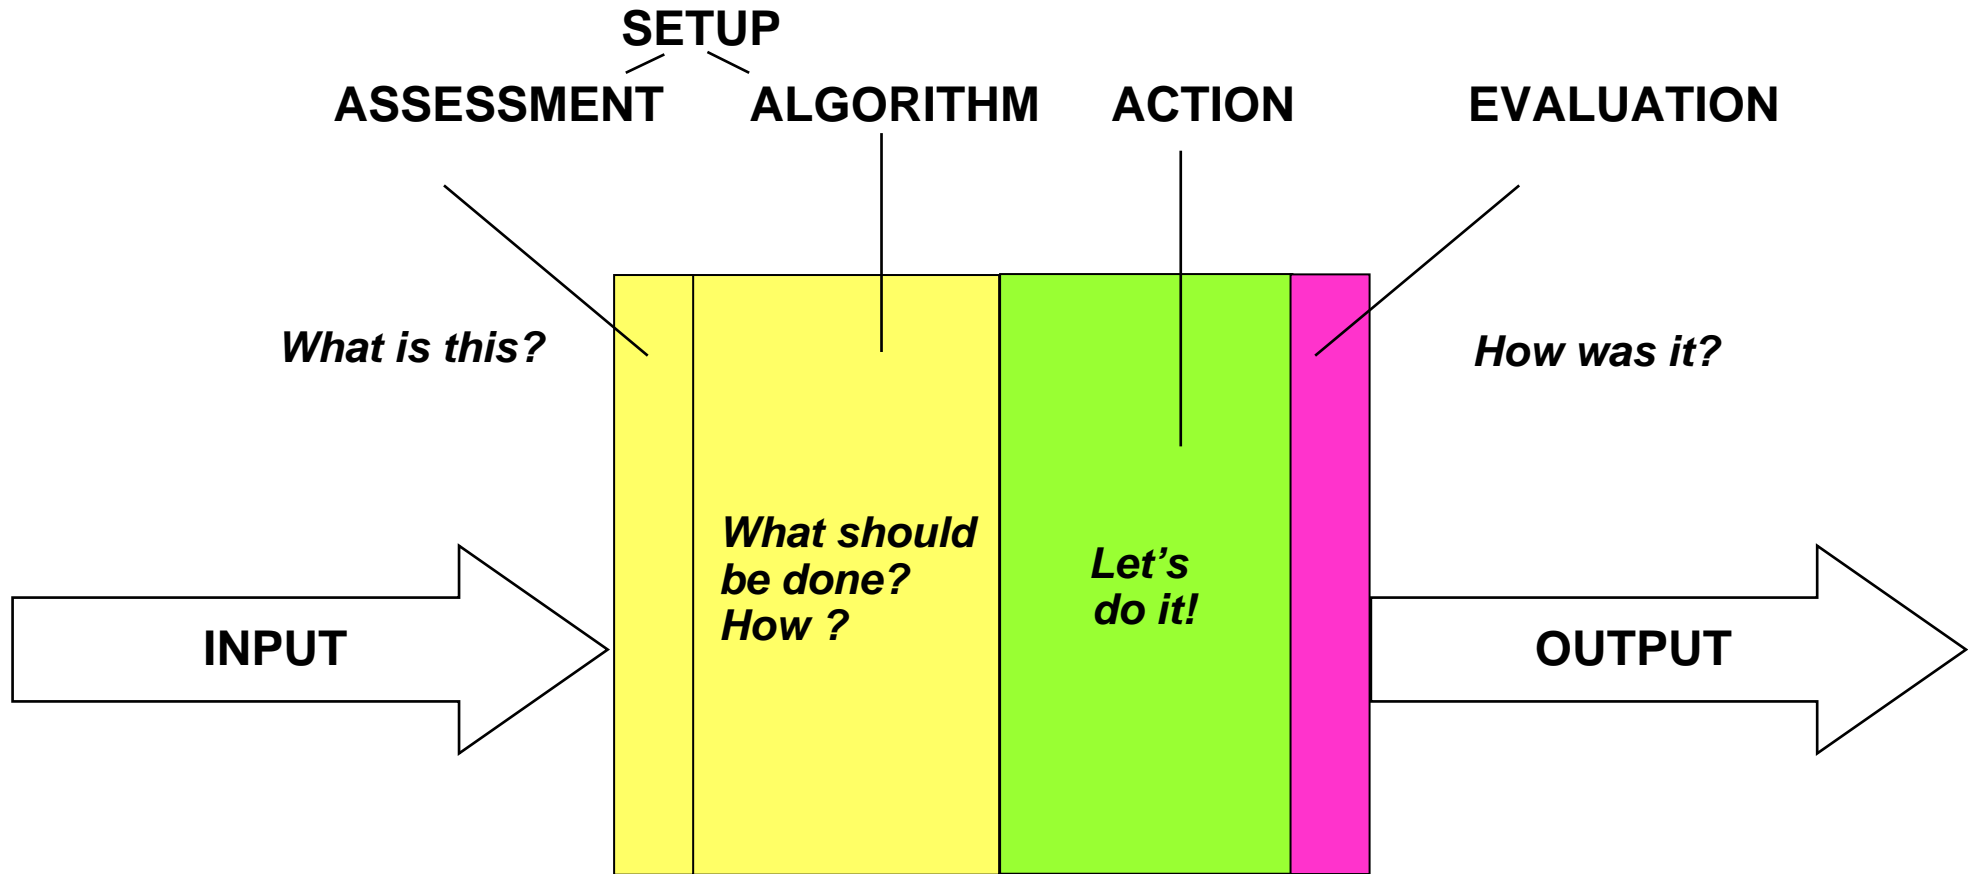 SETUP
ASSESSMENT ALGORITHM ACTION EVALUATION
What is this?
How was it?
What should
be done?
How ?
Let’s
do it!
INPUT
OUTPUT